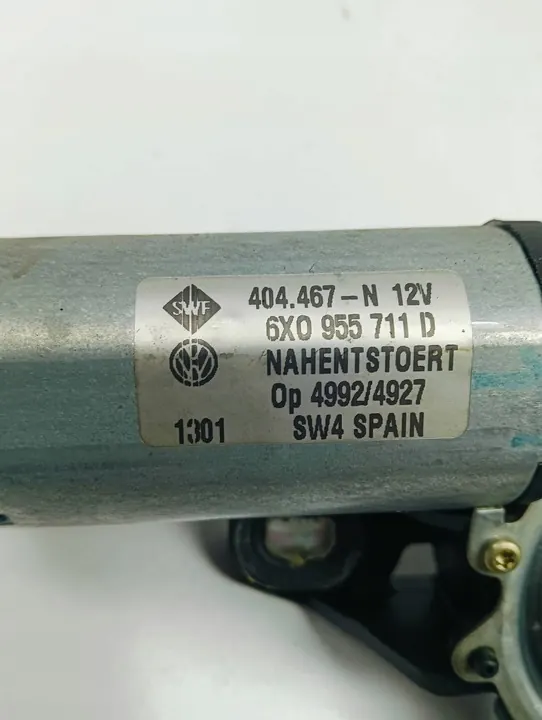 SWF 404.467-N 12V
6X0 955 711 D
NAHENTSTOERT
Op 4992/4927
1301 SW4 SPAIN